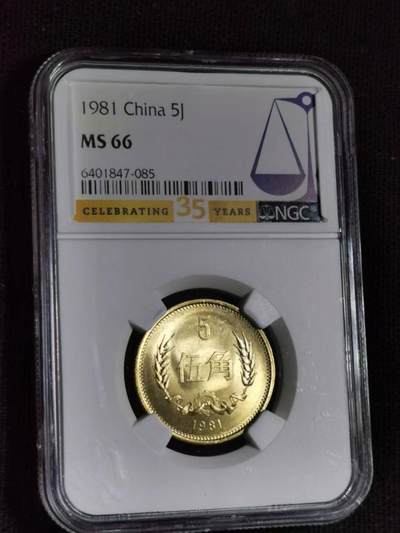 1981 China 5J
MS 66
6401847-085
CELEBRATING 35 YEARS NGC
5
伍角
1981